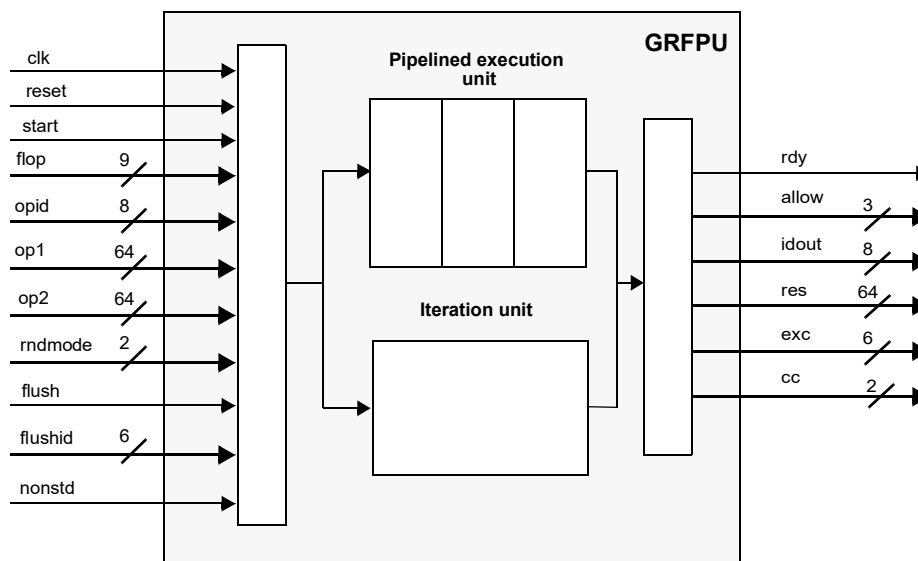 GRFPU
Pipelined execution
unit
Iteration unit
clk
reset
start
flop 9
opid 8
op1 64
op2 64
rndmode 2
flush
flushid 6
nonstd
rdy
allow 3
idout 8
res 64
exc 6
cc 2